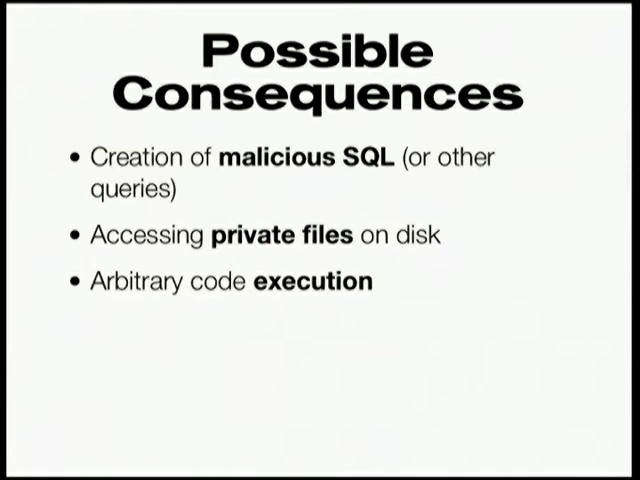 Possible
Consequences
• Creation of malicious SQL (or other
queries)
• Accessing private files on disk
• Arbitrary code execution